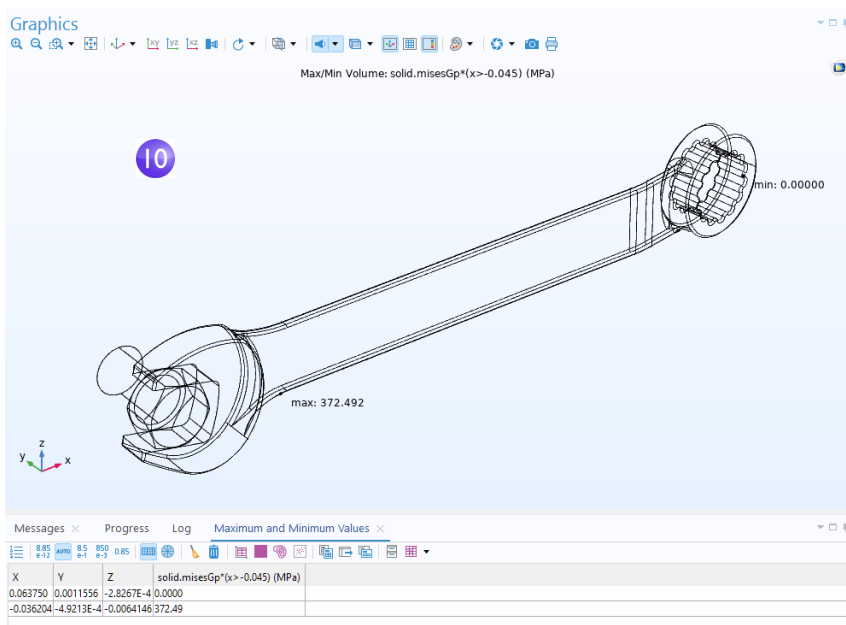 Graphics
xy yz xz
Max/Min Volume: solid.misesGp*(x>-0.045) (MPa)
10
min: 0.00000
max: 372.492
z
y
x
Messages Progress Log Maximum and Minimum Values
8.85 e-12 AUTO 8.5 e-1 850 e-3 0.85
X Y Z solid.misesGp*(x>-0.045) (MPa)
0.063750 0.0011556 -2.8267E-4 0.0000
-0.036204 -4.9213E-4 -0.0064146 372.49